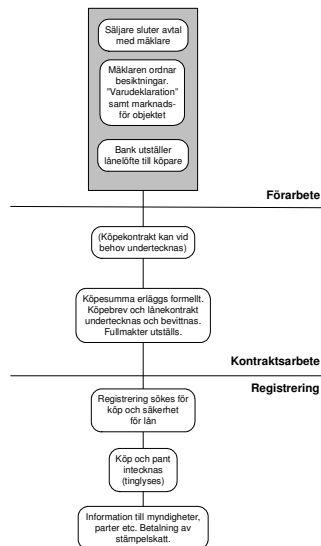 Säljare sluter avtal
med mäklare
Mäklaren ordnar
besiktningar.
"Varudeklaration"
samt marknads-
för objektet
Bank utställer
lånelöfte till köpare
Förarbete
(Köpekontrakt kan vid
behov undertecknas)
Köpesumma erläggs formellt.
Köpebrev och lånekontrakt
undertecknas och bevittnas.
Fullmakter utställs.
Kontraktsarbete
Registrering
Registrering sökes för
köp och säkerhet
för lån
Köp och pant
intecknas
(tinglyses)
Information till myndigheter,
parter etc. Betalning av
stämpelskatt.